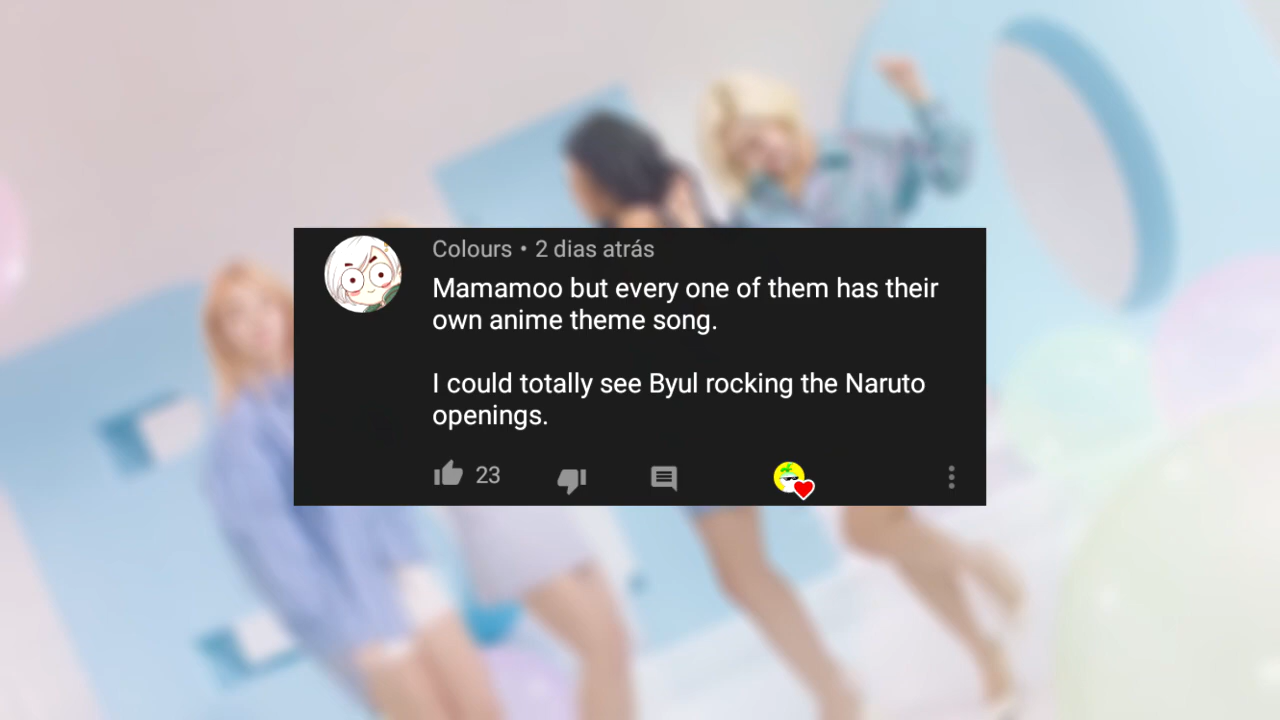 Colours • 2 dias atrás
Mamamoo but every one of them has their
own anime theme song.
I could totally see Byul rocking the Naruto
openings.
23